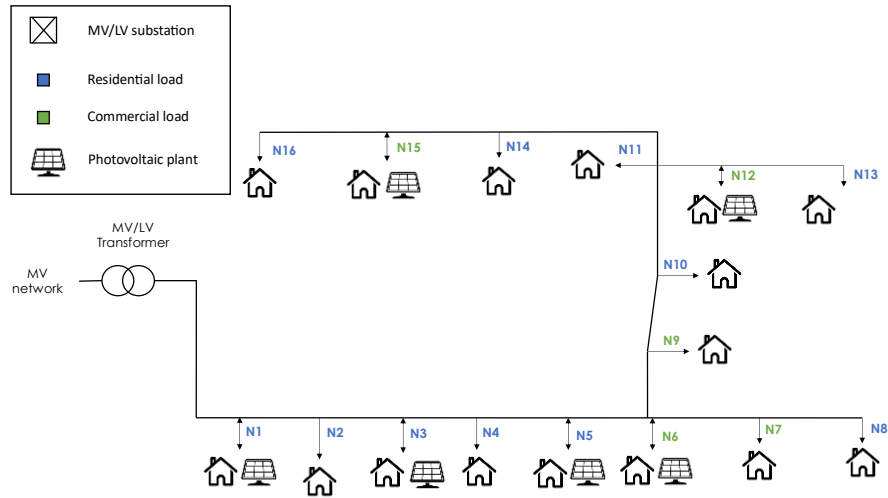 MV/LV substation
Residential load
Commercial load
Photovoltaic plant
N16
N15
N14
N11
N12
N13
MV/LV
Transformer
MV
network
N10
N9
N1
N2
N3
N4
N5
N6
N7
N8